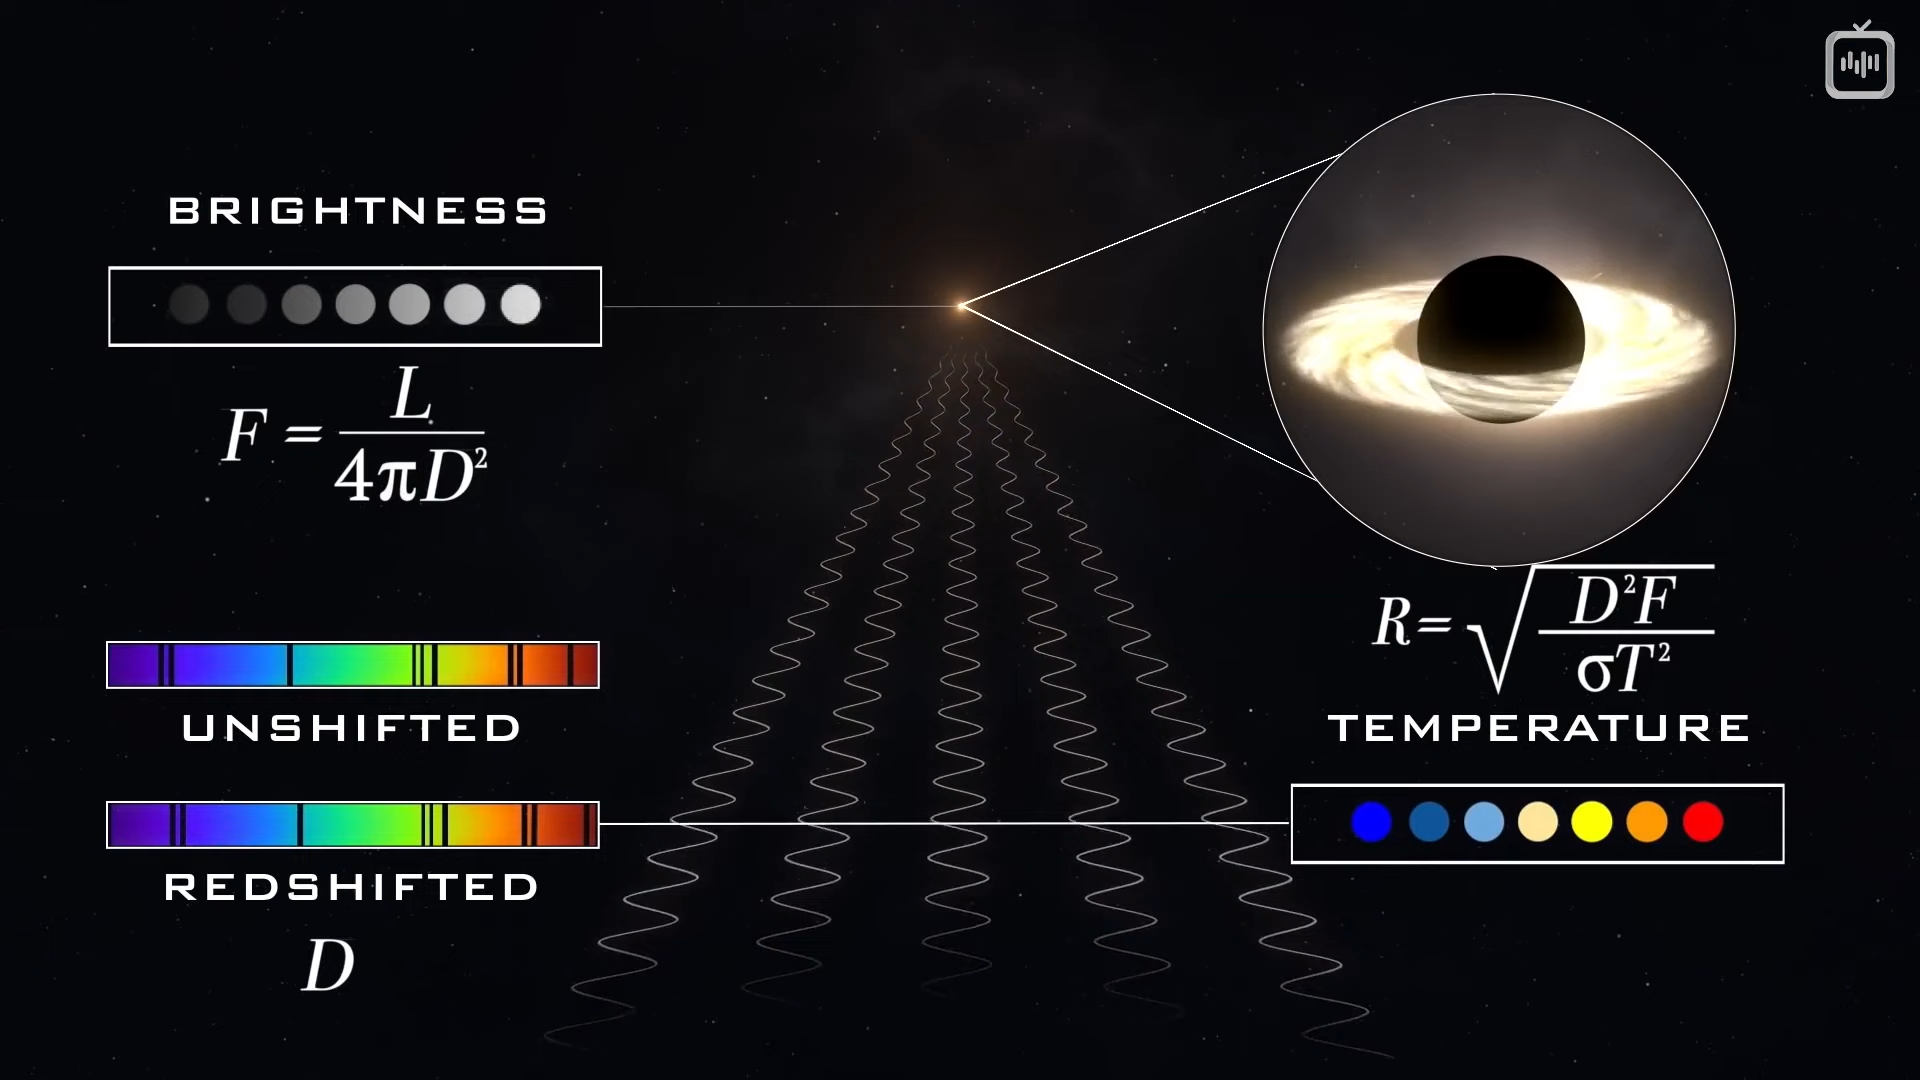 BRIGHTNESS
F = L / 4πD²
UNSHIFTED
REDSHIFTED
D
R = √(D²F / σT²)
TEMPERATURE